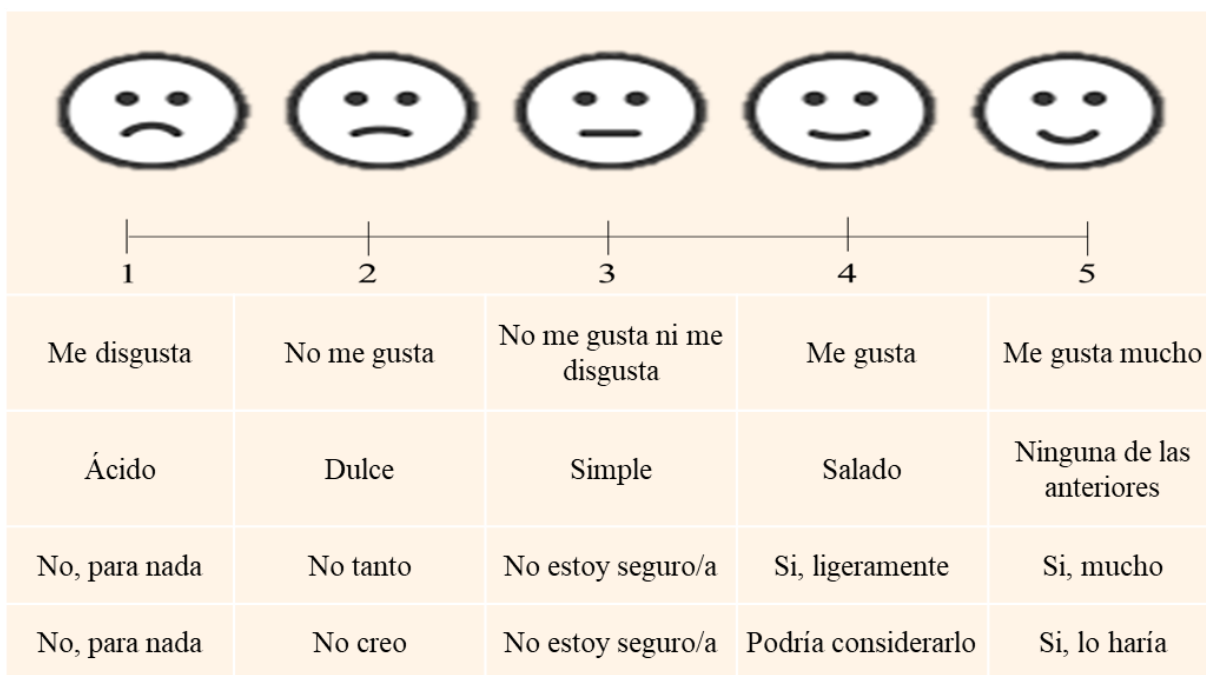 1 2 3 4 5
Me disgusta No me gusta No me gusta ni me disgusta Me gusta Me gusta mucho
Ácido Dulce Simple Salado Ninguna de las anteriores
No, para nada No tanto No estoy seguro/a Si, ligeramente Si, mucho
No, para nada No creo No estoy seguro/a Podría considerarlo Si, lo haría